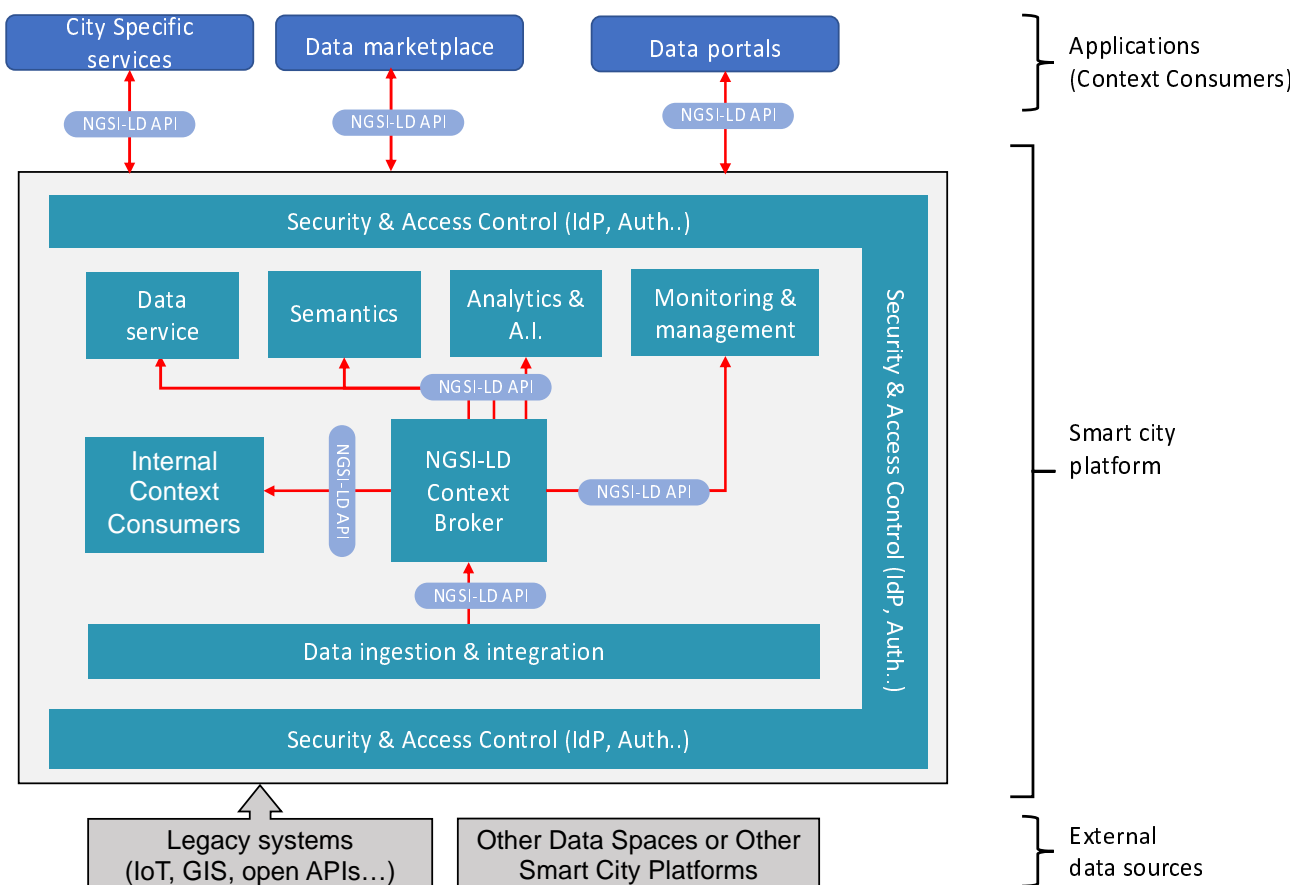 City Specific
services
Data marketplace
Data portals
Applications
(Context Consumers)
NGSI-LD API
NGSI-LD API
NGSI-LD API
Security & Access Control (IdP, Auth..)
Data
service
Semantics
Analytics &
A.I.
Monitoring &
management
Security & Access Control (IdP, Auth..)
NGSI-LD API
Internal
Context
Consumers
NGSI-LD API
NGSI-LD
Context
Broker
NGSI-LD API
Smart city
platform
NGSI-LD API
Data ingestion & integration
Security & Access Control (IdP, Auth..)
Legacy systems
(IoT, GIS, open APIs…)
Other Data Spaces or Other
Smart City Platforms
External
data sources